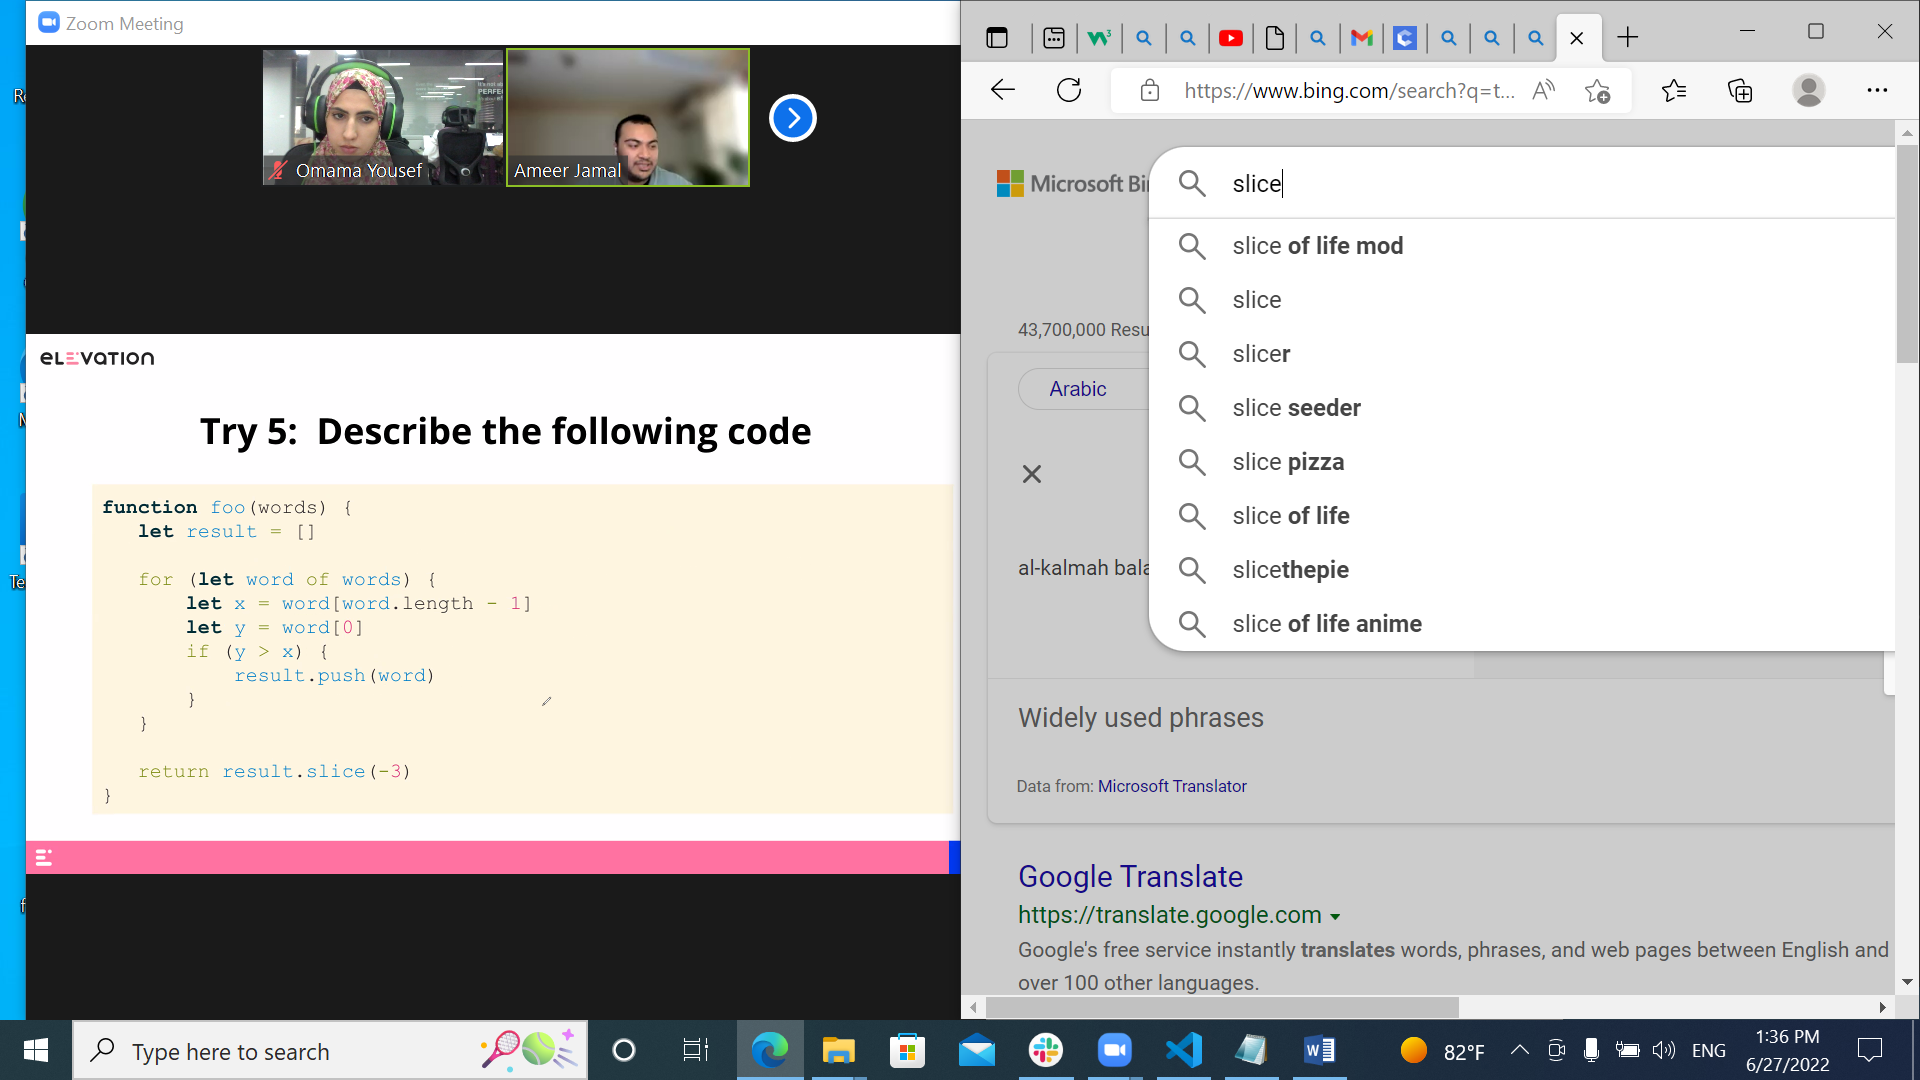 Zoom Meeting
Omama Yousef
Ameer Jamal
ELEVATION
Try 5: Describe the following code
function foo(words) {
let result = []
for (let word of words) {
let x = word[word.length - 1]
let y = word[0]
if (y > x) {
result.push(word)
}
}
return result.slice(-3)
}
https://www.bing.com/search?q=t...
Microsoft Bi
slice
slice of life mod
slice
slicer
slice seeder
slice pizza
slice of life
slicethepie
slice of life anime
43,700,000 Resu
Arabic
al-kalmah bala
Widely used phrases
Data from: Microsoft Translator
Google Translate
https://translate.google.com
Google's free service instantly translates words, phrases, and web pages between English and
over 100 other languages.
Type here to search
82°F
ENG
1:36 PM
6/27/2022